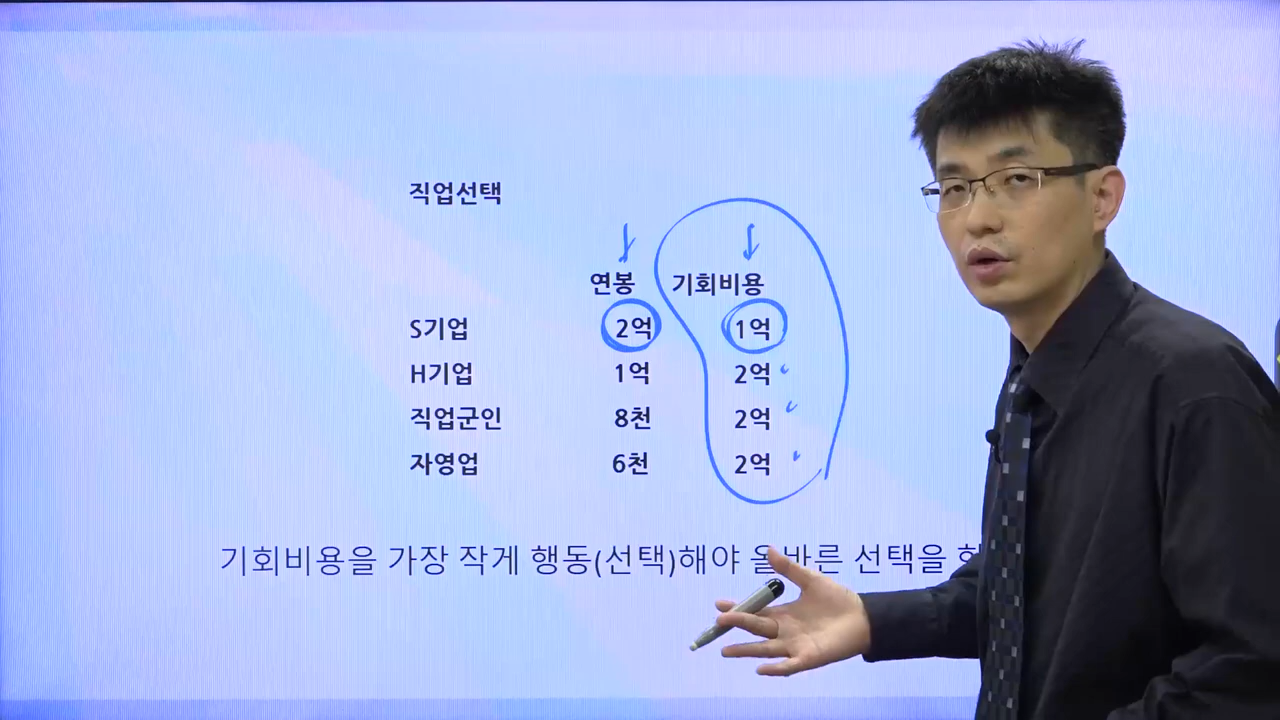 직업선택
연봉 기회비용
S기업 2억 1억
H기업 1억 2억
직업군인 8천 2억
자영업 6천 2억
기회비용을 가장 작게 행동(선택)해야 올바른 선택을